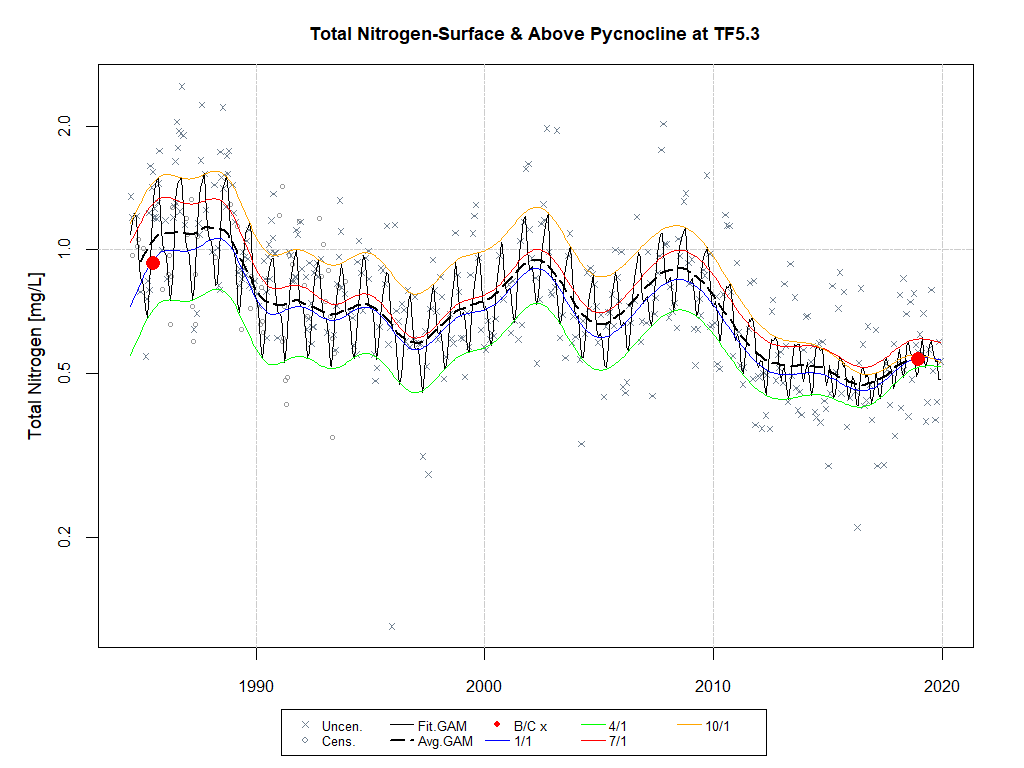 Total Nitrogen-Surface & Above Pycnocline at TF5.3
Total Nitrogen [mg/L]
2.0
1.0
0.5
0.2
1990 2000 2010 2020
Uncen. Fit.GAM B/C x 4/1 10/1
Cens. Avg.GAM 1/1 7/1